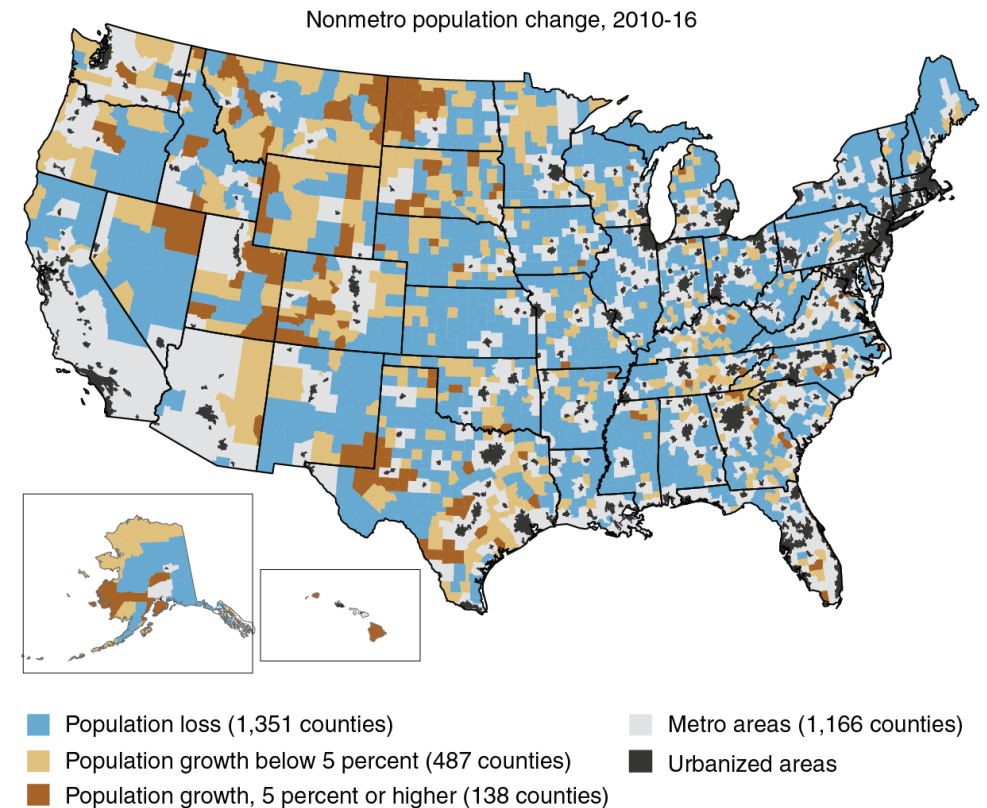 Nonmetro population change, 2010-16
Population loss (1,351 counties)
Population growth below 5 percent (487 counties)
Population growth, 5 percent or higher (138 counties)
Metro areas (1,166 counties)
Urbanized areas